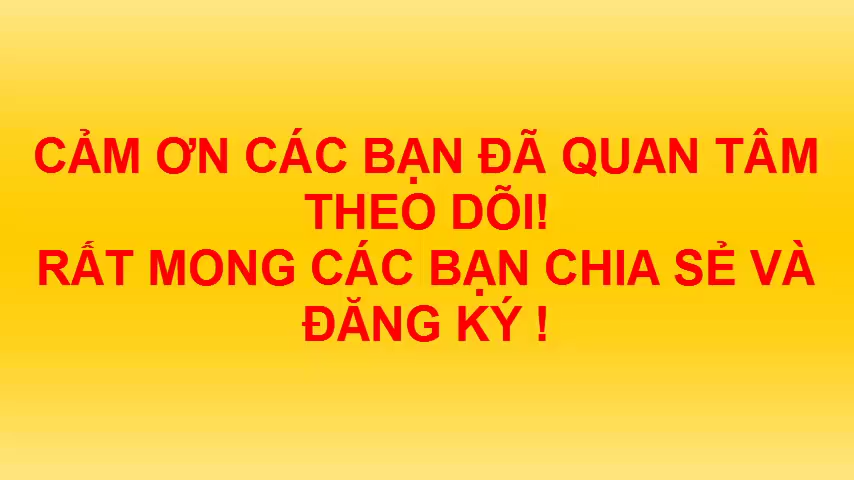 CẢM ƠN CÁC BẠN ĐÃ QUAN TÂM
THEO DÕI!
RẤT MONG CÁC BẠN CHIA SẺ VÀ
ĐĂNG KÝ !